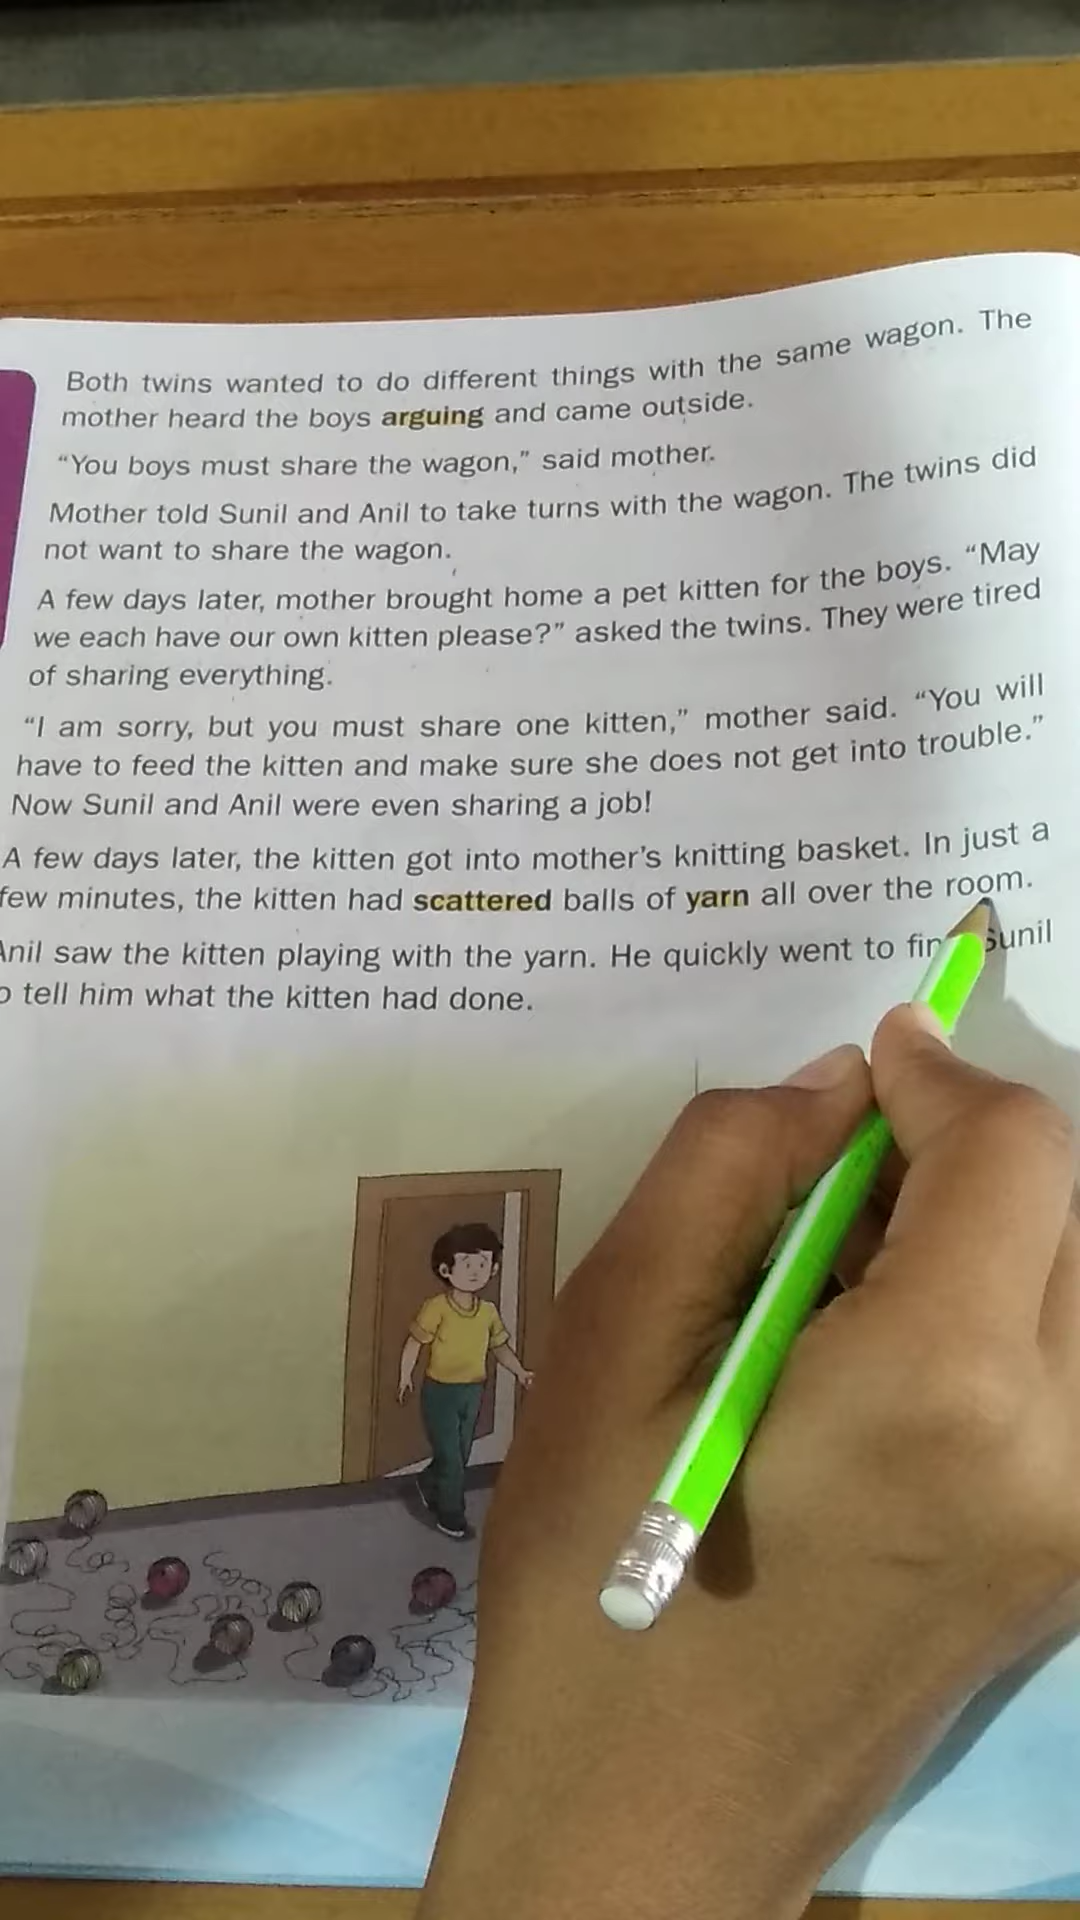 Both twins wanted to do different things with the same wagon. The
mother heard the boys arguing and came outside.
“You boys must share the wagon,” said mother.
Mother told Sunil and Anil to take turns with the wagon. The twins did
not want to share the wagon.
A few days later, mother brought home a pet kitten for the boys. “May
we each have our own kitten please?” asked the twins. They were tired
of sharing everything.
“I am sorry, but you must share one kitten,” mother said. “You will
have to feed the kitten and make sure she does not get into trouble.”
Now Sunil and Anil were even sharing a job!
A few days later, the kitten got into mother’s knitting basket. In just a
few minutes, the kitten had scattered balls of yarn all over the room.
Anil saw the kitten playing with the yarn. He quickly went to Sunil
tell him what the kitten had done.